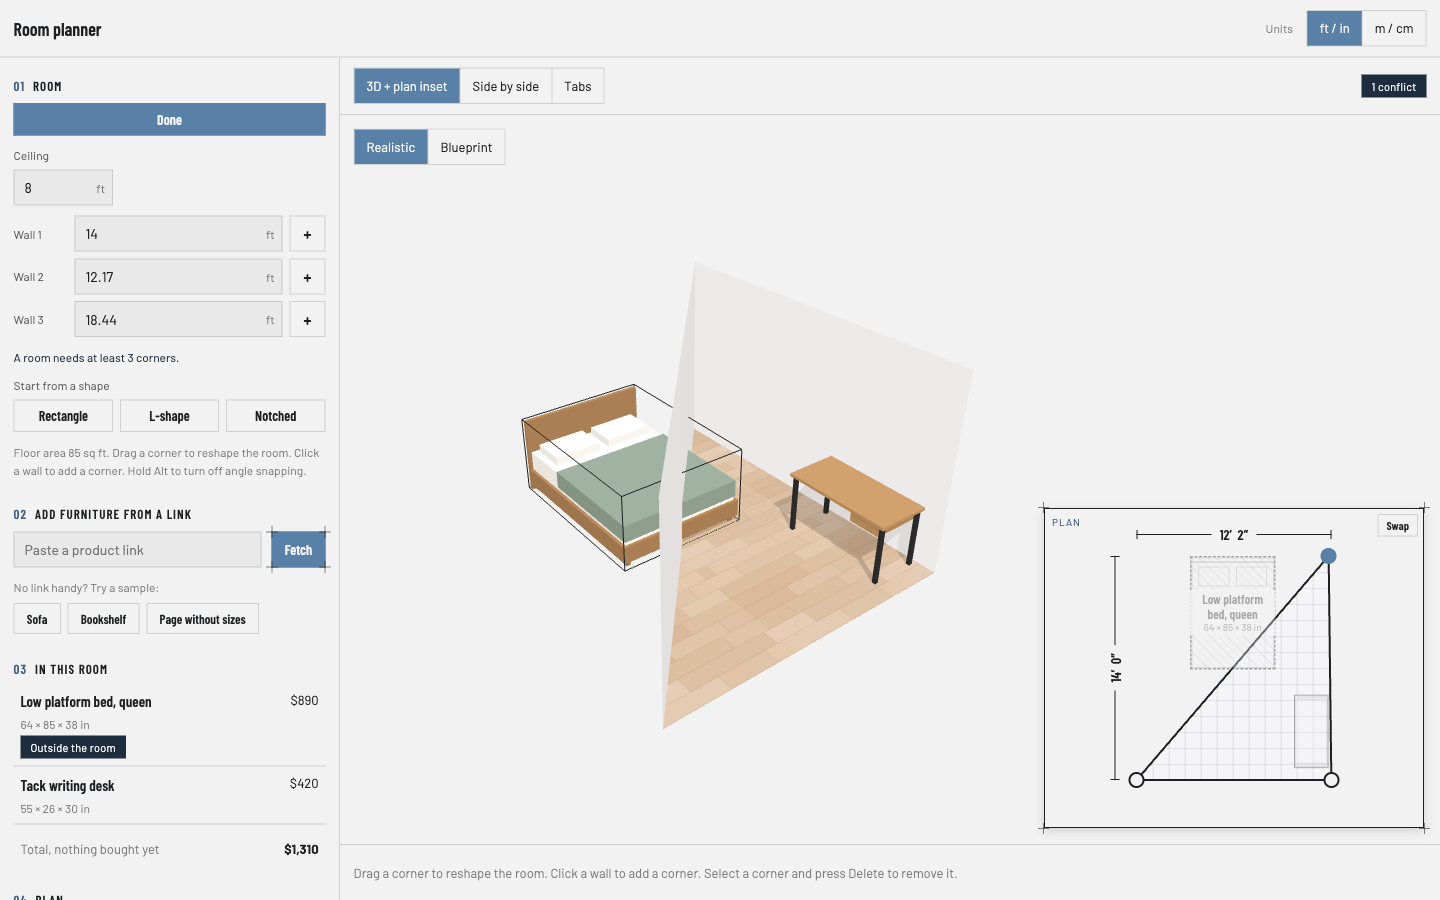 Room planner
Units
ft / in
m / cm
01 ROOM
Done
Ceiling
8 ft
Wall 1 14 ft +
Wall 2 12.17 ft +
Wall 3 18.44 ft +
A room needs at least 3 corners.
Start from a shape
Rectangle
L-shape
Notched
Floor area 85 sq ft. Drag a corner to reshape the room. Click
a wall to add a corner. Hold Alt to turn off angle snapping.
02 ADD FURNITURE FROM A LINK
Paste a product link
Fetch
No link handy? Try a sample:
Sofa
Bookshelf
Page without sizes
03 IN THIS ROOM
Low platform bed, queen $890
64 × 85 × 38 in
Outside the room
Tack writing desk $420
55 × 26 × 30 in
Total, nothing bought yet $1,310
04 PLAN
3D + plan inset
Side by side
Tabs
1 conflict
Realistic
Blueprint
PLAN
Swap
12′ 2″
14′ 0″
Low platform
bed, queen
64 × 85 × 38 in
Drag a corner to reshape the room. Click a wall to add a corner. Select a corner and press Delete to remove it.